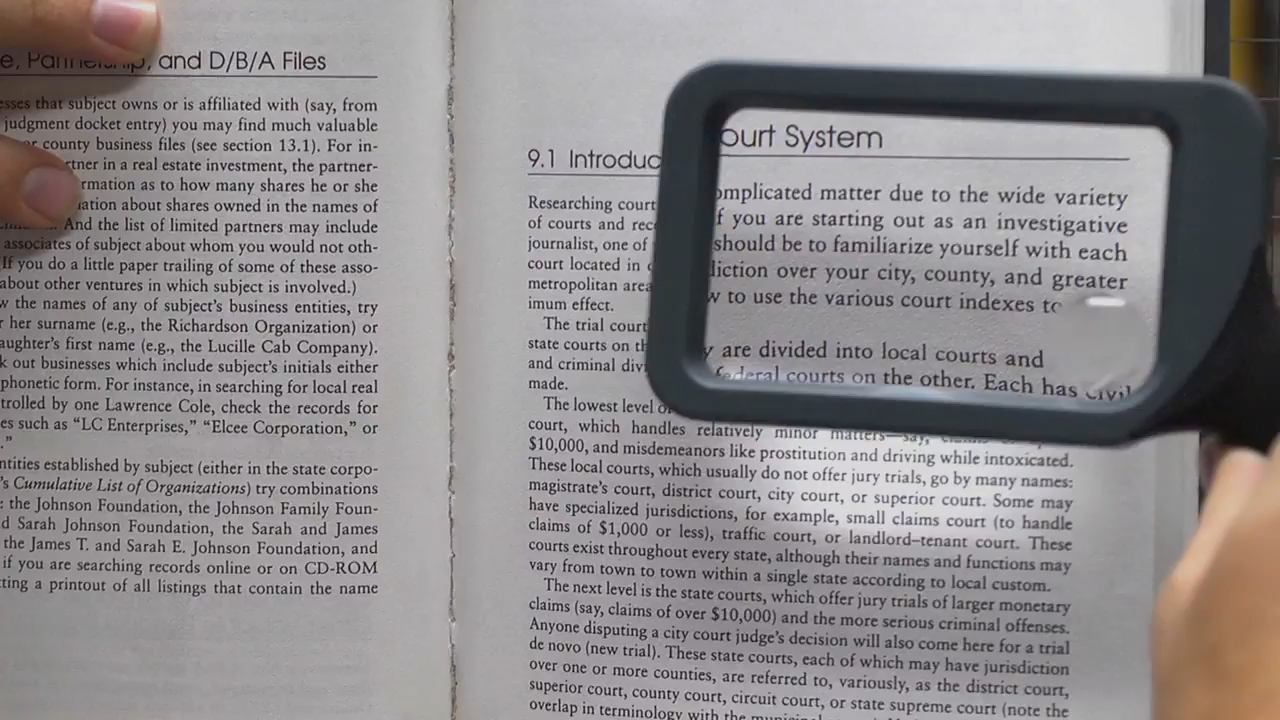 e, Partnership, and D/B/A Files
esses that subject owns or is affiliated with (say, from
judgment docket entry) you may find much valuable
or county business files (see section 13.1). For in-
rtner in a real estate investment, the partner-
rmation as to how many shares he or she
ation about shares owned in the names of
And the list of limited partners may include
associates of subject about whom you would not oth-
If you do a little paper trailing of some of these asso-
about other ventures in which subject is involved.)
w the names of any of subject's business entities, try
r her surname (e.g., the Richardson Organization) or
aughter's first name (e.g., the Lucille Cab Company).
k out businesses which include subject's initials either
phonetic form. For instance, in searching for local real
trolled by one Lawrence Cole, check the records for
es such as “LC Enterprises,” “Elcee Corporation,” or
.”
ntities established by subject (either in the state corpo-
's Cumulative List of Organizations) try combinations
: the Johnson Foundation, the Johnson Family Foun-
d Sarah Johnson Foundation, the Sarah and James
the James T. and Sarah E. Johnson Foundation, and
if you are searching records online or on CD-ROM
ting a printout of all listings that contain the name
9.1 Introduc ourt System
Researching court omplicated matter due to the wide variety
of courts and rec f you are starting out as an investigative
journalist, one of should be to familiarize yourself with each
court located in diction over your city, county, and greater
metropolitan area w to use the various court indexes to
imum effect.
The trial court y are divided into local courts and
state courts on th federal courts on the other. Each has civil
and criminal divi
made.
The lowest level o
court, which handles relatively minor matters—say,
$10,000, and misdemeanors like prostitution and driving while intoxicated.
These local courts, which usually do not offer jury trials, go by many names:
magistrate's court, district court, city court, or superior court. Some may
have specialized jurisdictions, for example, small claims court (to handle
claims of $1,000 or less), traffic court, or landlord–tenant court. These
courts exist throughout every state, although their names and functions may
vary from town to town within a single state according to local custom.
The next level is the state courts, which offer jury trials of larger monetary
claims (say, claims of over $10,000) and the more serious criminal offenses.
Anyone disputing a city court judge's decision will also come here for a trial
de novo (new trial). These state courts, each of which may have jurisdiction
over one or more counties, are referred to, variously, as the district court,
superior court, county court, circuit court, or state supreme court (note the
overlap in terminology with the